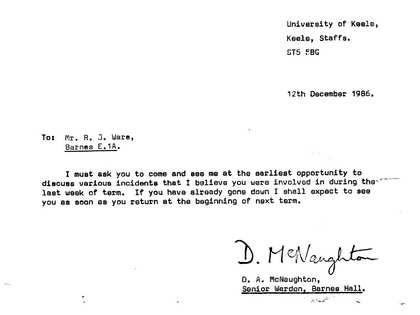 University of Keele,
Keele, Staffs.
ST5 5BG
12th December 1986.
To: Mr. R. J. Ware,
Barnes E.1A.
I must ask you to come and see me at the earliest opportunity to
discuss various incidents that I believe you were involved in during the
last week of term. If you have already gone down I shall expect to see
you as soon as you return at the beginning of next term.
D. McNaughton
D. A. McNaughton,
Senior Warden, Barnes Hall.